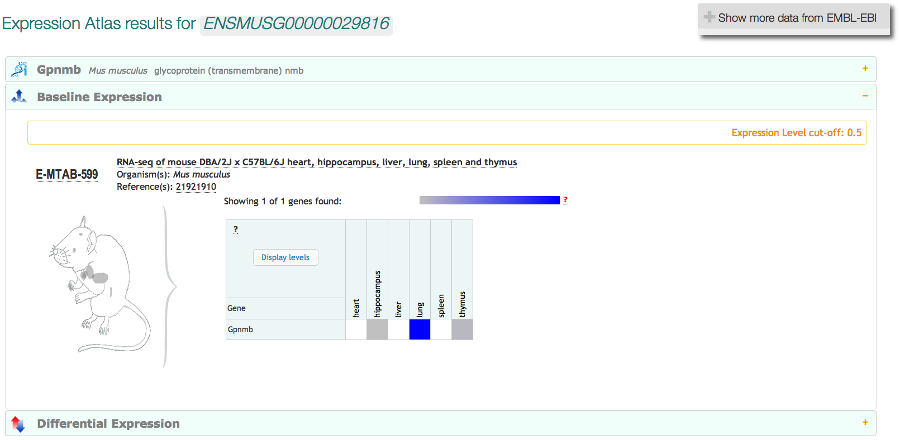 Expression Atlas results for ENSMUSG00000029816
+ Show more data from EMBL-EBI
Gpnmb Mus musculus glycoprotein (transmembrane) nmb +
Baseline Expression −
Expression Level cut-off: 0.5
E-MTAB-599
RNA-seq of mouse DBA/2J x C57BL/6J heart, hippocampus, liver, lung, spleen and thymus
Organism(s): Mus musculus
Reference(s): 21921910
Showing 1 of 1 genes found:
?
?
Display levels
heart
hippocampus
liver
lung
spleen
thymus
Gene
Gpnmb
Differential Expression +